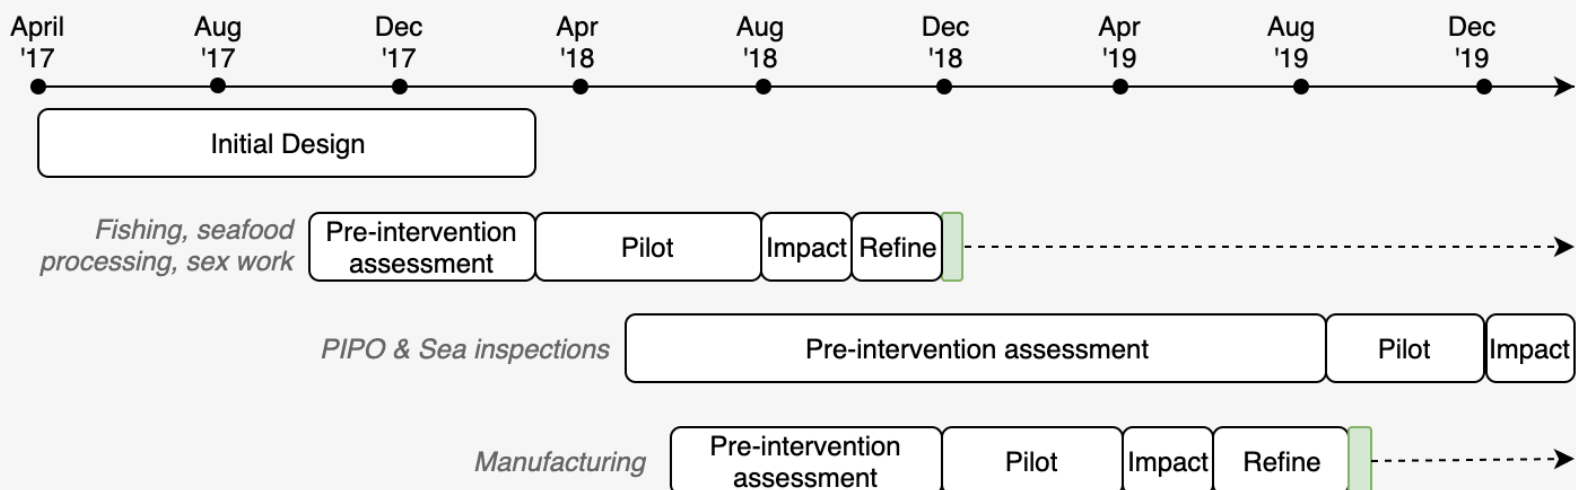 April Aug Dec Apr Aug Dec Apr Aug Dec
'17 '17 '17 '18 '18 '18 '19 '19 '19
Initial Design
Fishing, seafood
processing, sex work
Pre-intervention
assessment
Pilot
Impact
Refine
PIPO & Sea inspections
Pre-intervention assessment
Pilot
Impact
Manufacturing
Pre-intervention
assessment
Pilot
Impact
Refine